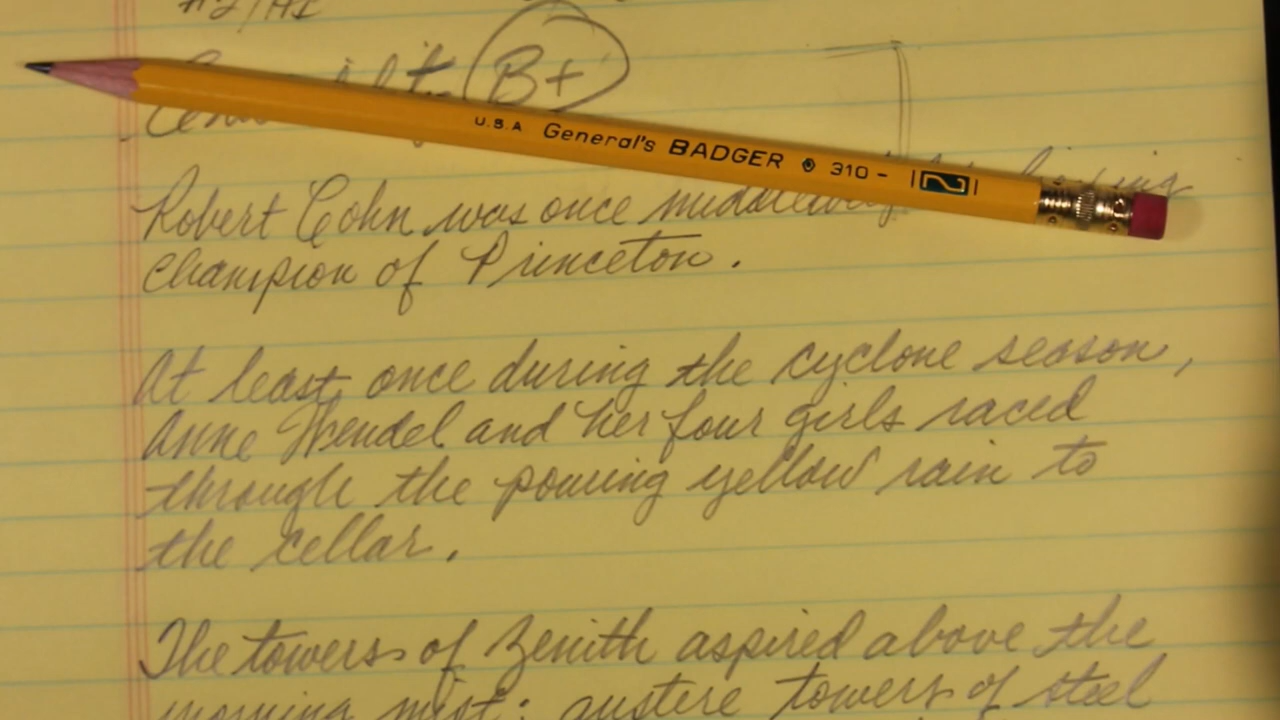 #2/HI
B+
U.S.A General's BADGER 310 - 2
Robert Cohn was once middleweight boxing
champion of Princeton.
At least once during the cyclone season,
Anne Wendel and her four girls raced
through the pouring yellow rain to
the cellar.
The towers of Zenith aspired above the
morning mist; austere towers of steel